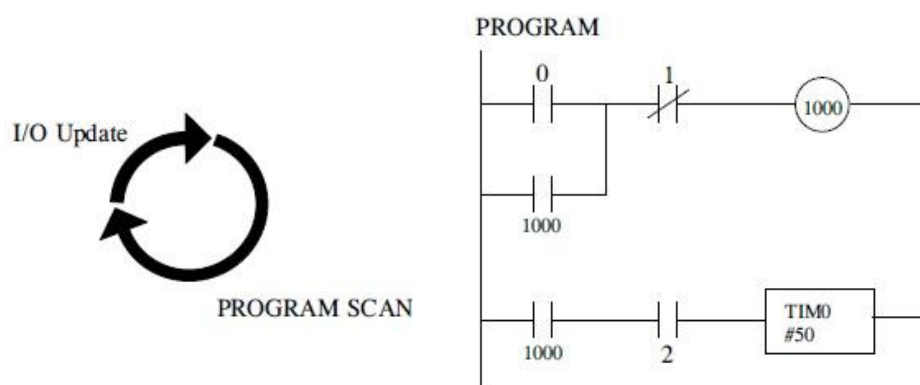 PROGRAM
I/O Update
PROGRAM SCAN
0
1
1000
1000
1000
2
TIM0
#50